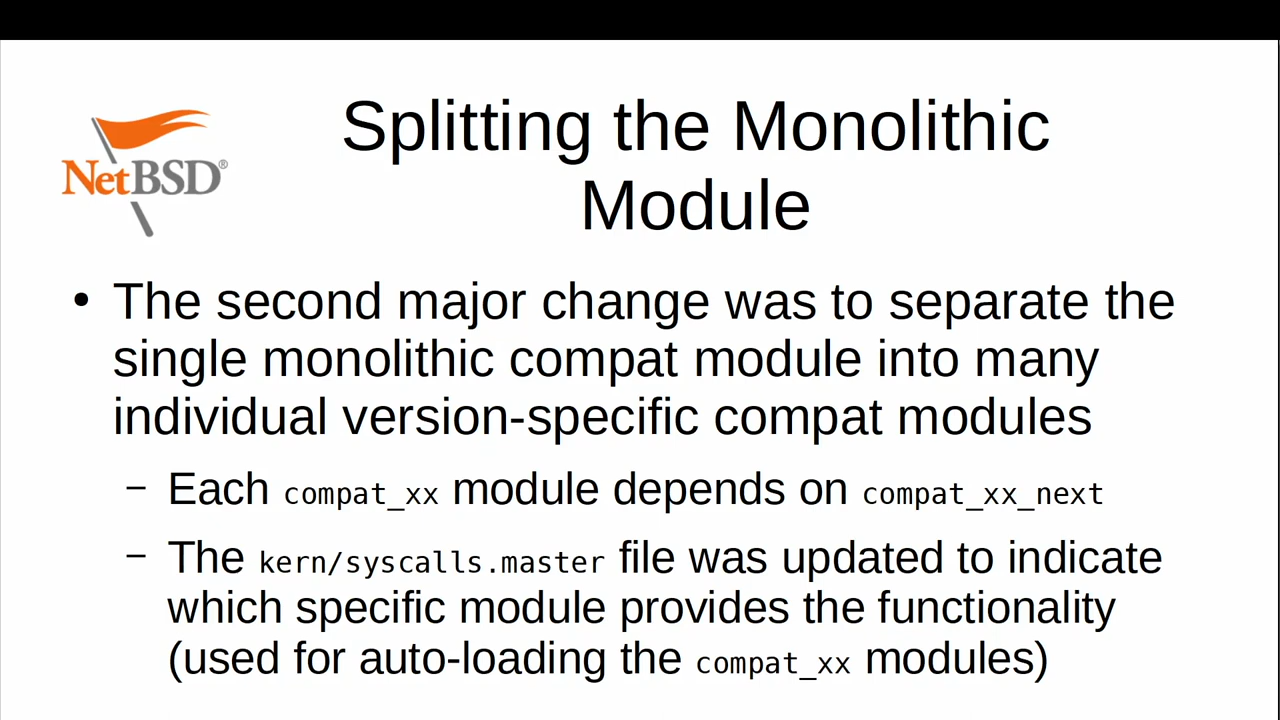 NetBSD®
Splitting the Monolithic
Module
• The second major change was to separate the
single monolithic compat module into many
individual version-specific compat modules
– Each compat_xx module depends on compat_xx_next
– The kern/syscalls.master file was updated to indicate
which specific module provides the functionality
(used for auto-loading the compat_xx modules)